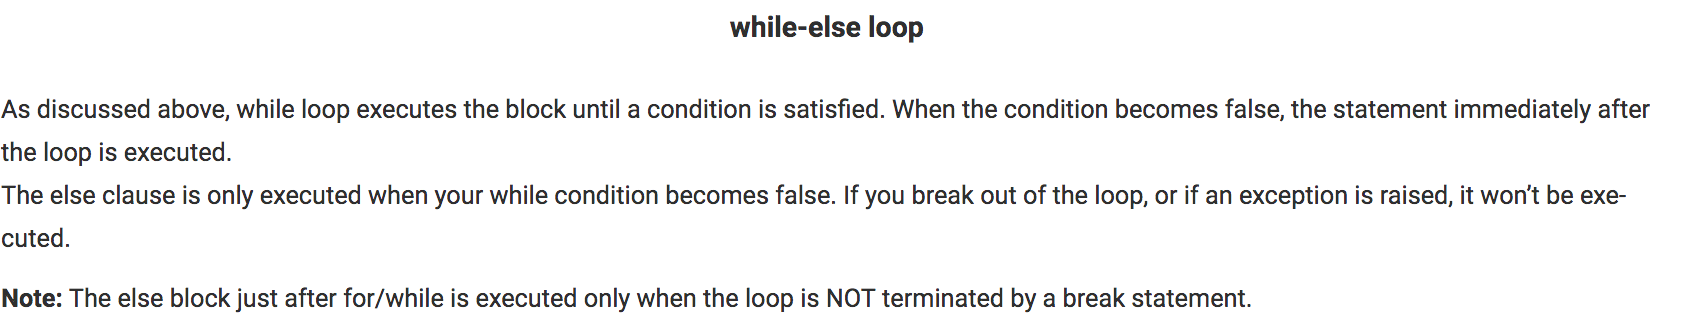 while-else loop
As discussed above, while loop executes the block until a condition is satisfied. When the condition becomes false, the statement immediately after
the loop is executed.
The else clause is only executed when your while condition becomes false. If you break out of the loop, or if an exception is raised, it won’t be exe-
cuted.
Note: The else block just after for/while is executed only when the loop is NOT terminated by a break statement.